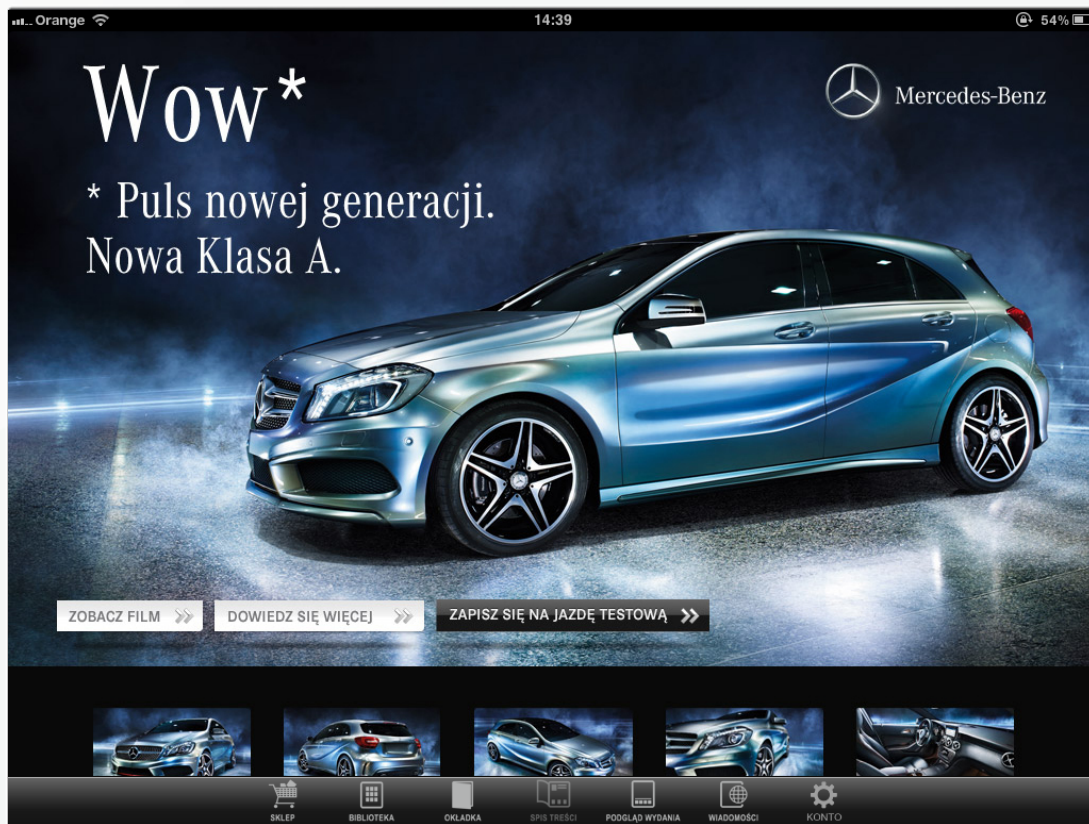 Orange
14:39
54%
Wow*
Mercedes-Benz
* Puls nowej generacji.
Nowa Klasa A.
ZOBACZ FILM
DOWIEDZ SIĘ WIĘCEJ
ZAPISZ SIĘ NA JAZDĘ TESTOWĄ
SKLEP
BIBLIOTEKA
OKŁADKA
SPIS TREŚCI
PODGLĄD WYDANIA
WIADOMOŚCI
KONTO